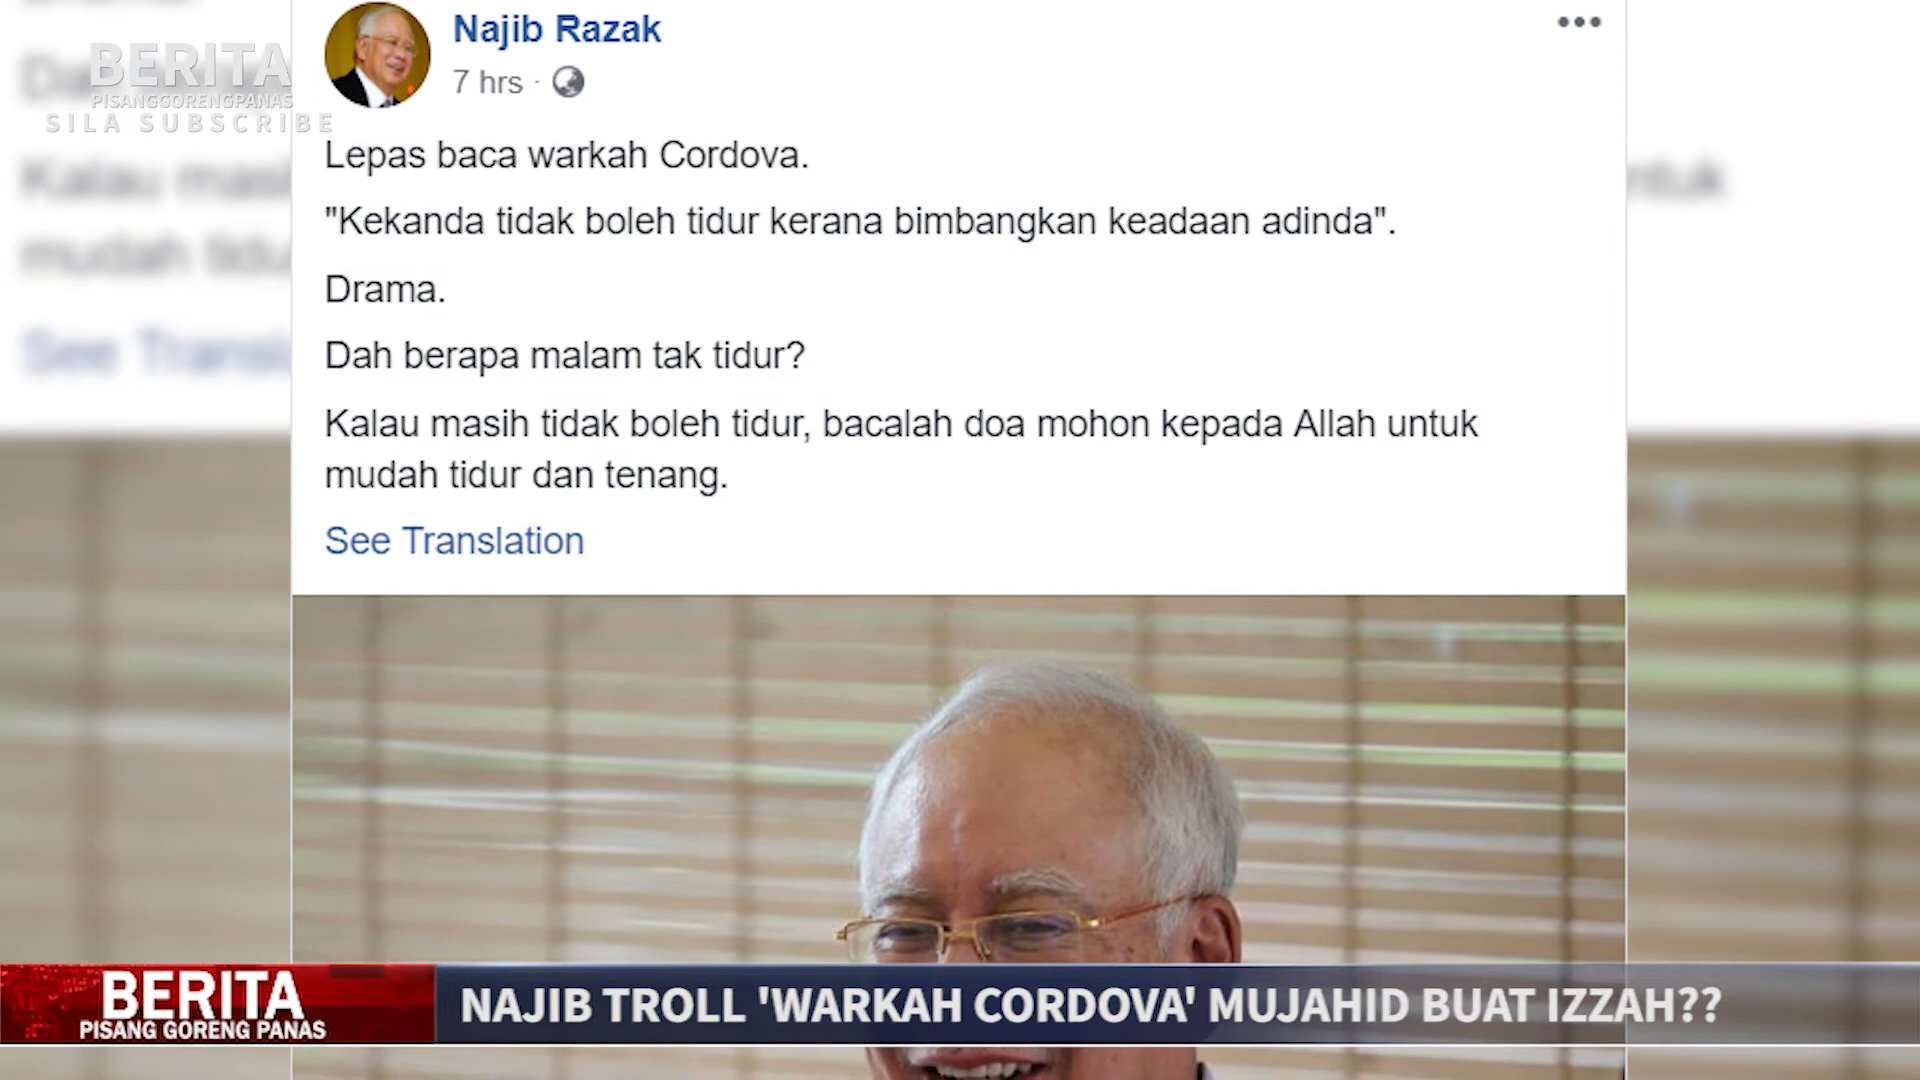 Najib Razak
7 hrs ·
BERITA
PISANGGORENGPANAS
SILA SUBSCRIBE
Lepas baca warkah Cordova.
"Kekanda tidak boleh tidur kerana bimbangkan keadaan adinda".
Drama.
Dah berapa malam tak tidur?
Kalau masih tidak boleh tidur, bacalah doa mohon kepada Allah untuk
mudah tidur dan tenang.
See Translation
BERITA
PISANG GORENG PANAS
NAJIB TROLL 'WARKAH CORDOVA' MUJAHID BUAT IZZAH??